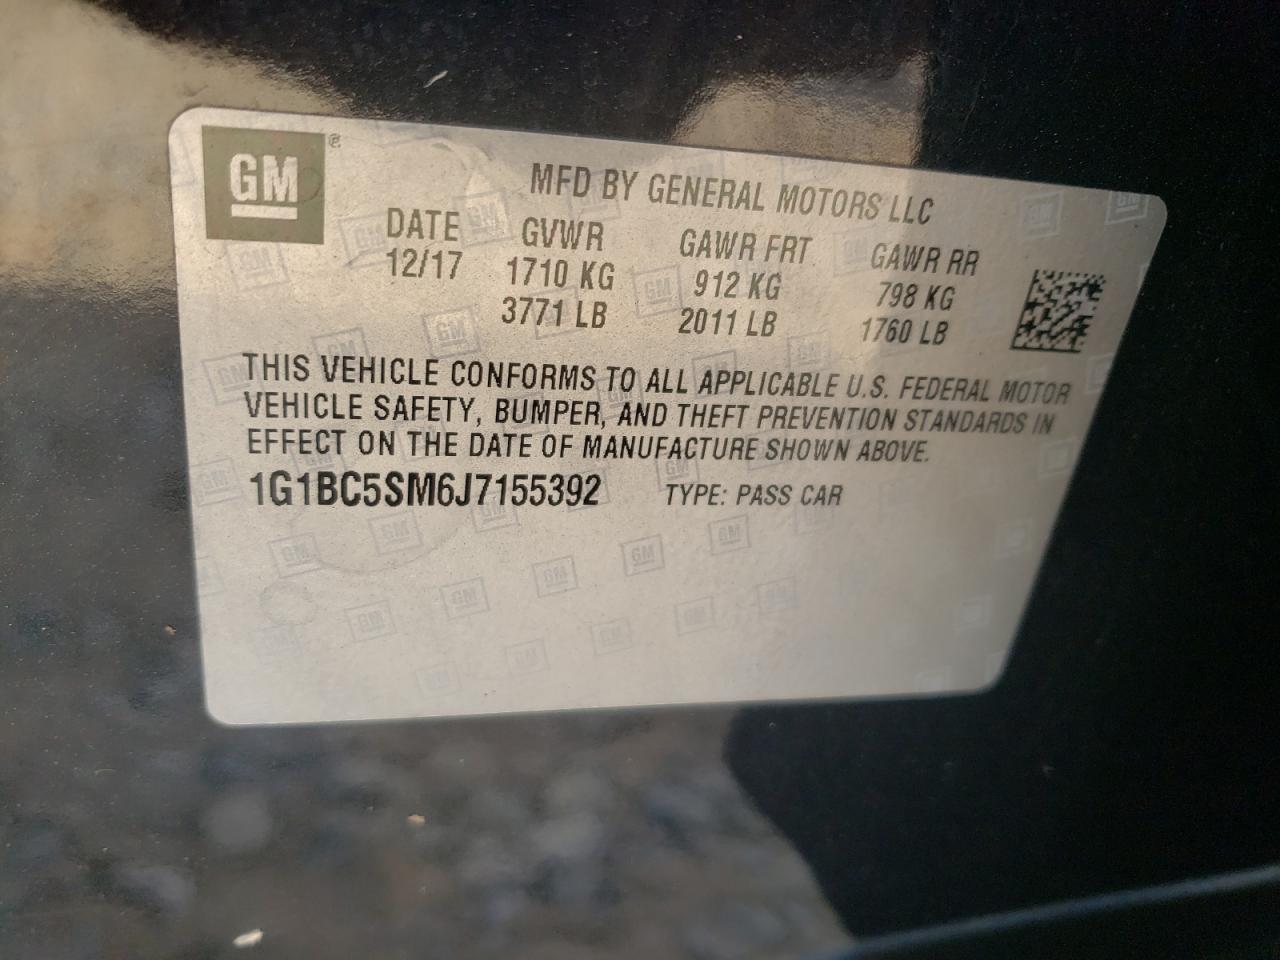 GM®
MFD BY GENERAL MOTORS LLC
DATE GVWR GAWR FRT GAWR RR
12/17 1710 KG 912 KG 798 KG
3771 LB 2011 LB 1760 LB
THIS VEHICLE CONFORMS TO ALL APPLICABLE U.S. FEDERAL MOTOR
VEHICLE SAFETY, BUMPER, AND THEFT PREVENTION STANDARDS IN
EFFECT ON THE DATE OF MANUFACTURE SHOWN ABOVE.
1G1BC5SM6J7155392 TYPE: PASS CAR